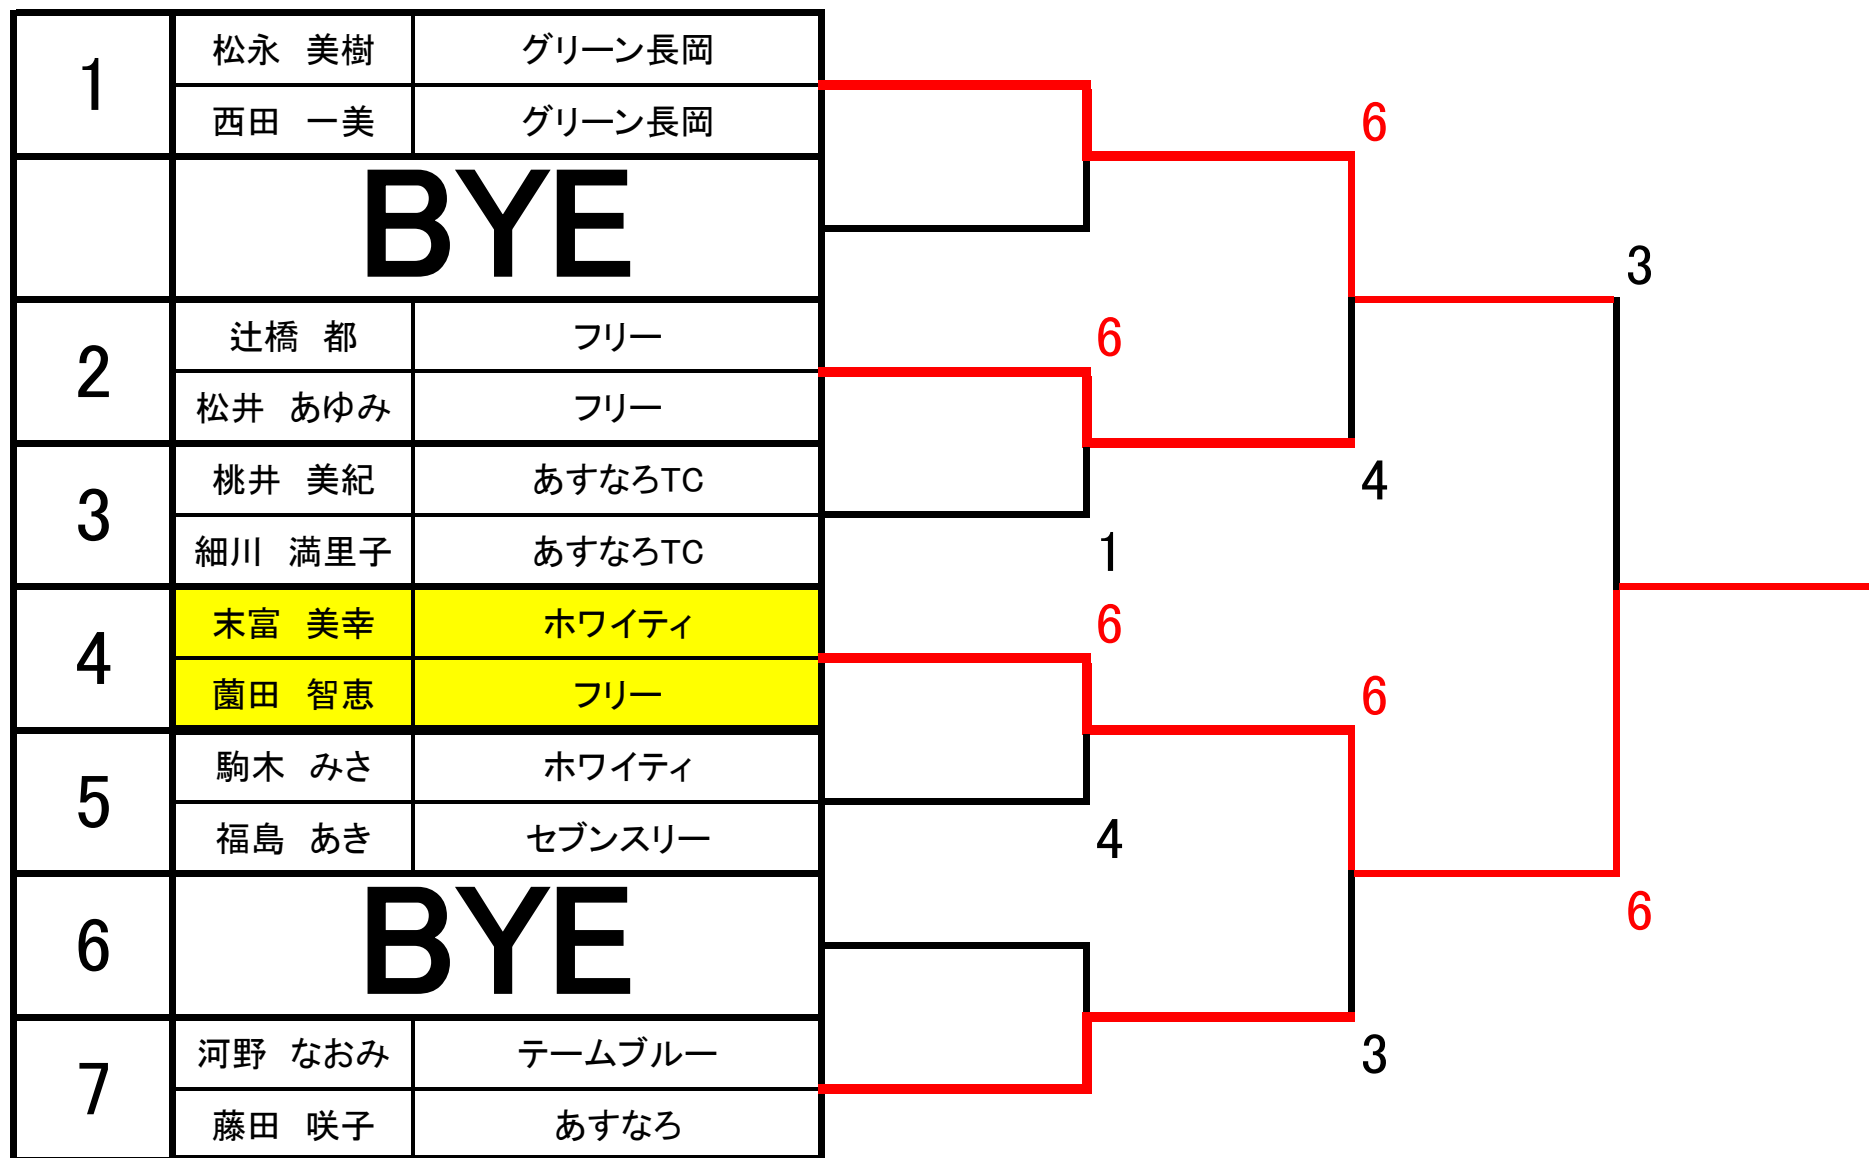 1 松永　美樹 グリーン長岡
西田　一美 グリーン長岡
6
BYE
3
2 辻橋　都 フリー
6
松井　あゆみ フリー
3 桃井　美紀 あすなろTC
4
細川　満里子 あすなろTC
1
4 末富　美幸 ホワイティ
6
薗田　智恵 フリー
6
5 駒木　みさ ホワイティ
福島　あき セブンスリー
4
6 BYE
6
7 河野　なおみ テームブルー
3
藤田　咲子 あすなろ